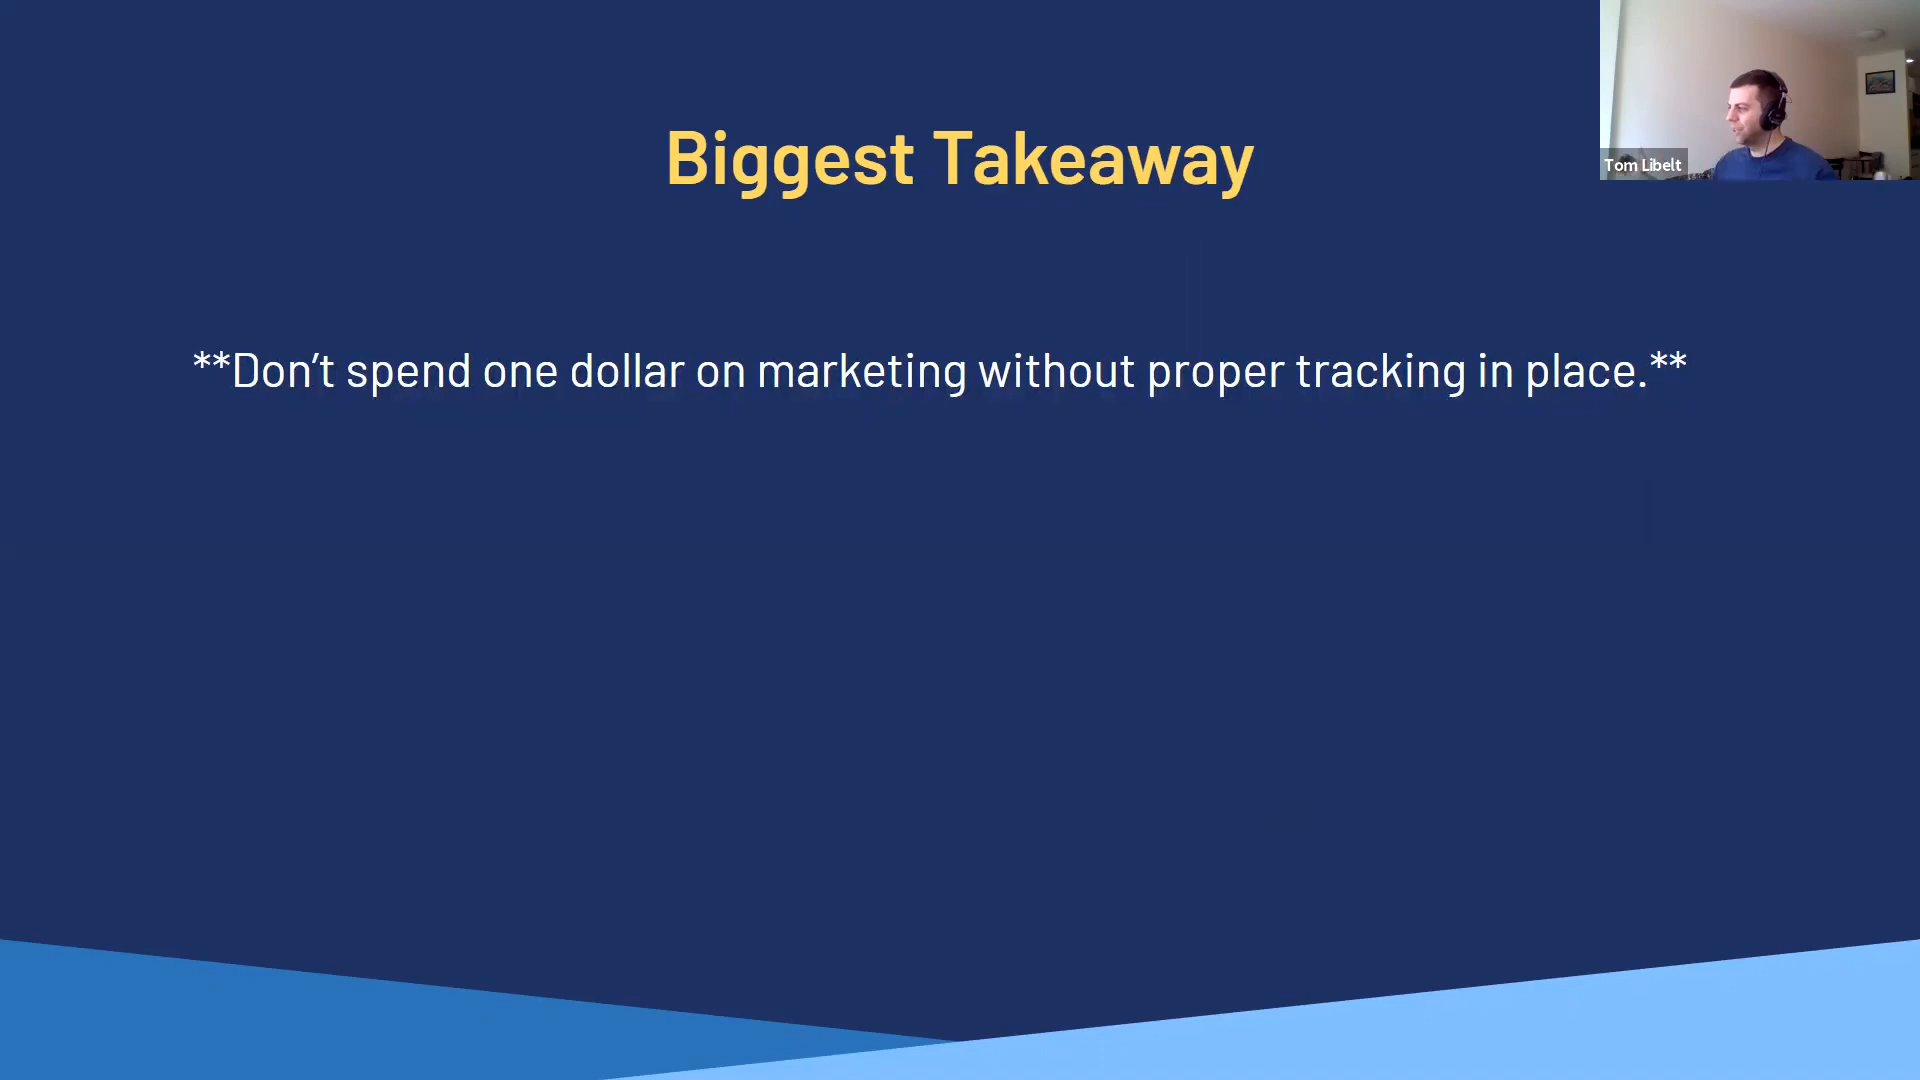 Biggest Takeaway
Tom Libelt
**Don’t spend one dollar on marketing without proper tracking in place.**